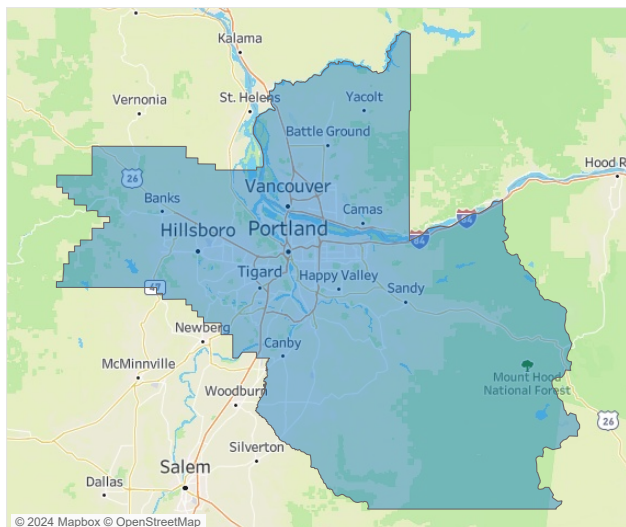 Kalama
Vernonia
St. Helens
Yacolt
Battle Ground
26
Banks
Vancouver
Camas
Hood R
84
84
Hillsboro
Portland
Tigard
Happy Valley
Sandy
47
Newberg
Canby
McMinnville
Mount Hood
National Forest
Woodburn
26
Silverton
Salem
Dallas
© 2024 Mapbox © OpenStreetMap